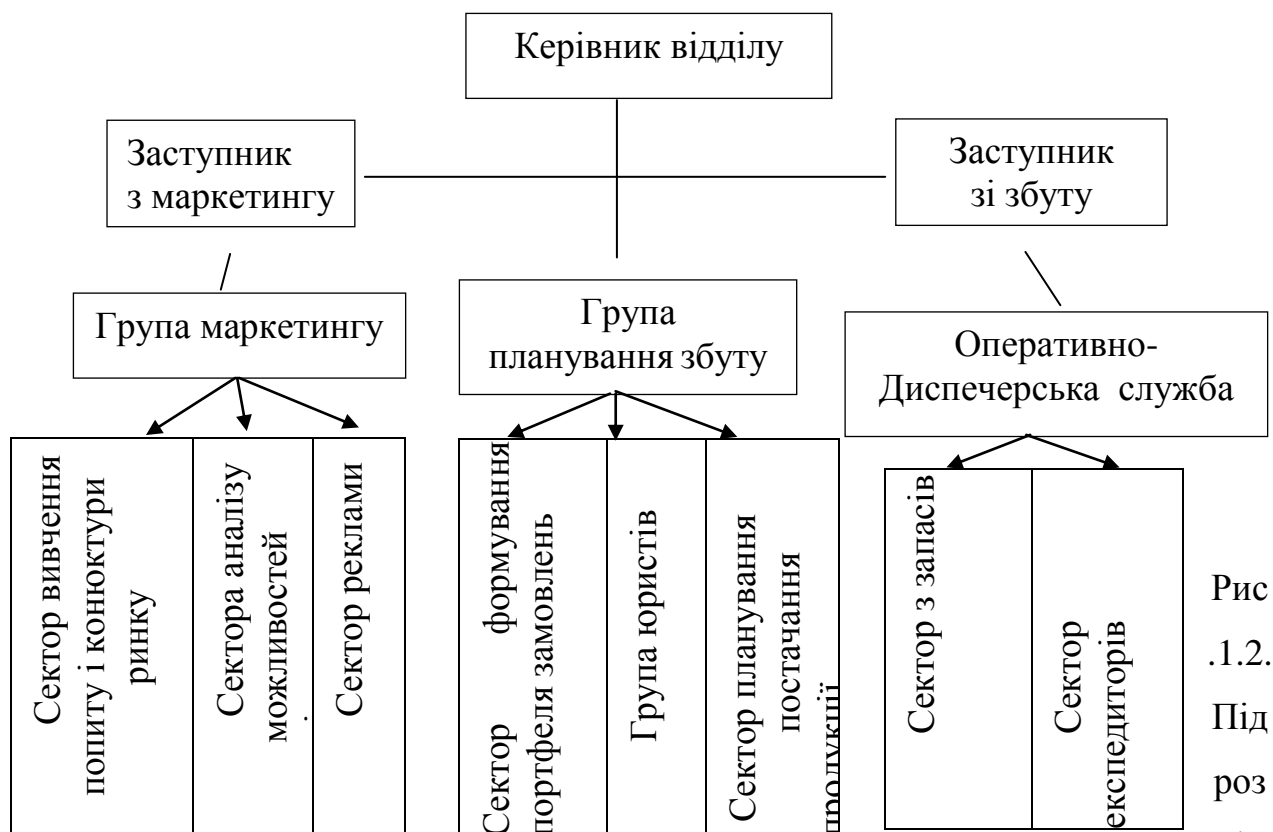 Керівник відділу
Заступник
з маркетингу
Заступник
зі збуту
Група маркетингу
Група
планування збуту
Оперативно-
Диспечерська служба
Сектор вивчення
попиту і конюктури
ринку
Сектора аналізу
можливостей
Сектор реклами
Сектор формування
портфеля замовлень
Група юристів
Сектор планування
постачання
продукції
Сектор з запасів
Сектор
експедиторів
Рис
.1.2.
Під
роз